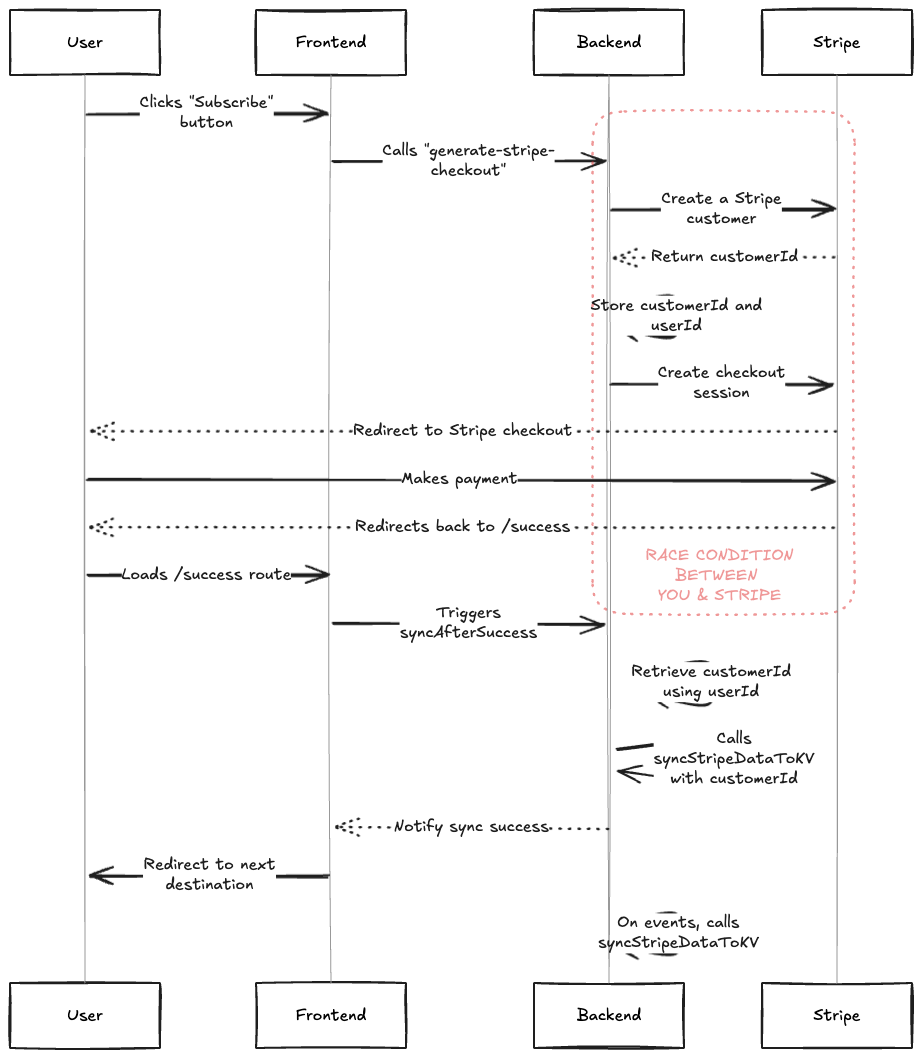 User
Frontend
Backend
Stripe
Clicks "Subscribe"
button
Calls "generate-stripe-
checkout"
Create a Stripe
customer
Return customerId
Store customerId and
userId
Create checkout
session
Redirect to Stripe checkout
Makes payment
Redirects back to /success
RACE CONDITION
BETWEEN
YOU & STRIPE
Loads /success route
Triggers
syncAfterSuccess
Retrieve customerId
using userId
Calls
syncStripeDataToKV
with customerId
Notify sync success
Redirect to next
destination
On events, calls
syncStripeDataToKV
User
Frontend
Backend
Stripe